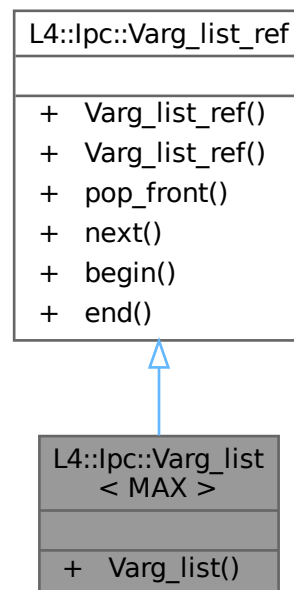 L4::Ipc::Varg_list_ref
+ Varg_list_ref()
+ Varg_list_ref()
+ pop_front()
+ next()
+ begin()
+ end()
L4::Ipc::Varg_list
< MAX >
+ Varg_list()